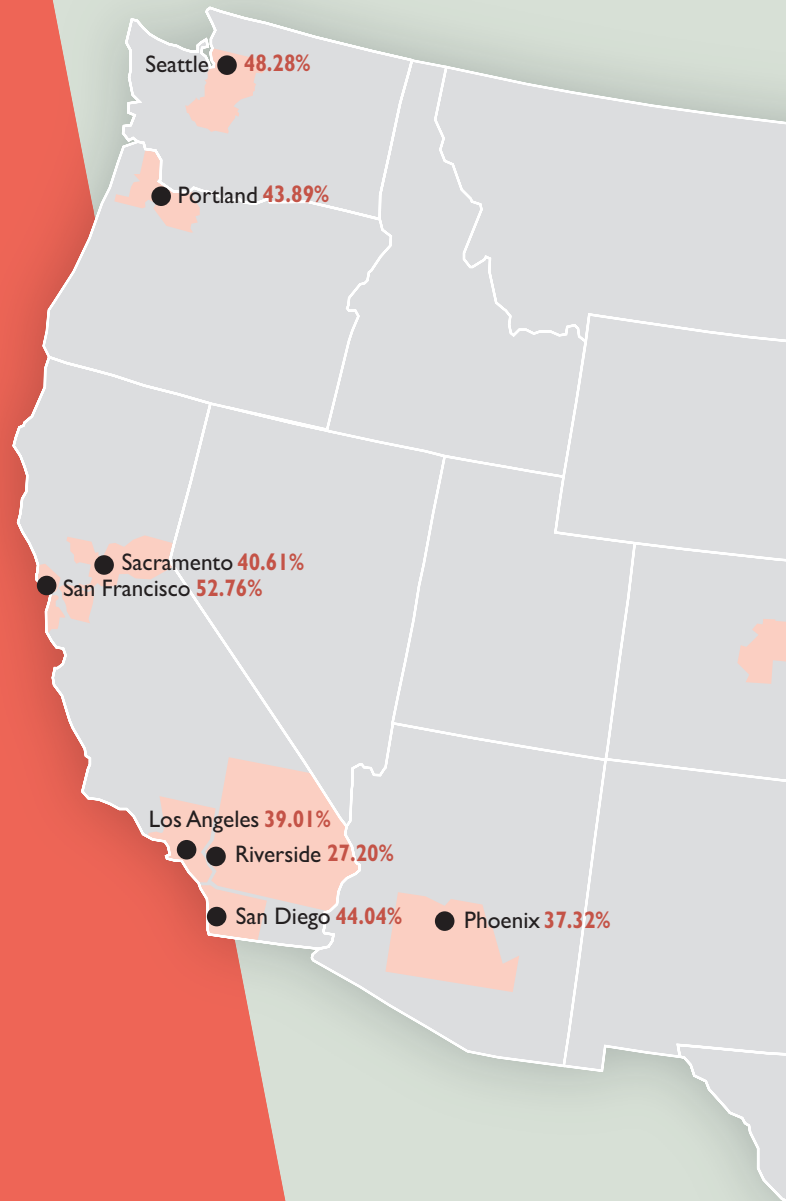 Seattle 48.28%
Portland 43.89%
Sacramento 40.61%
San Francisco 52.76%
Los Angeles 39.01%
Riverside 27.20%
San Diego 44.04%
Phoenix 37.32%